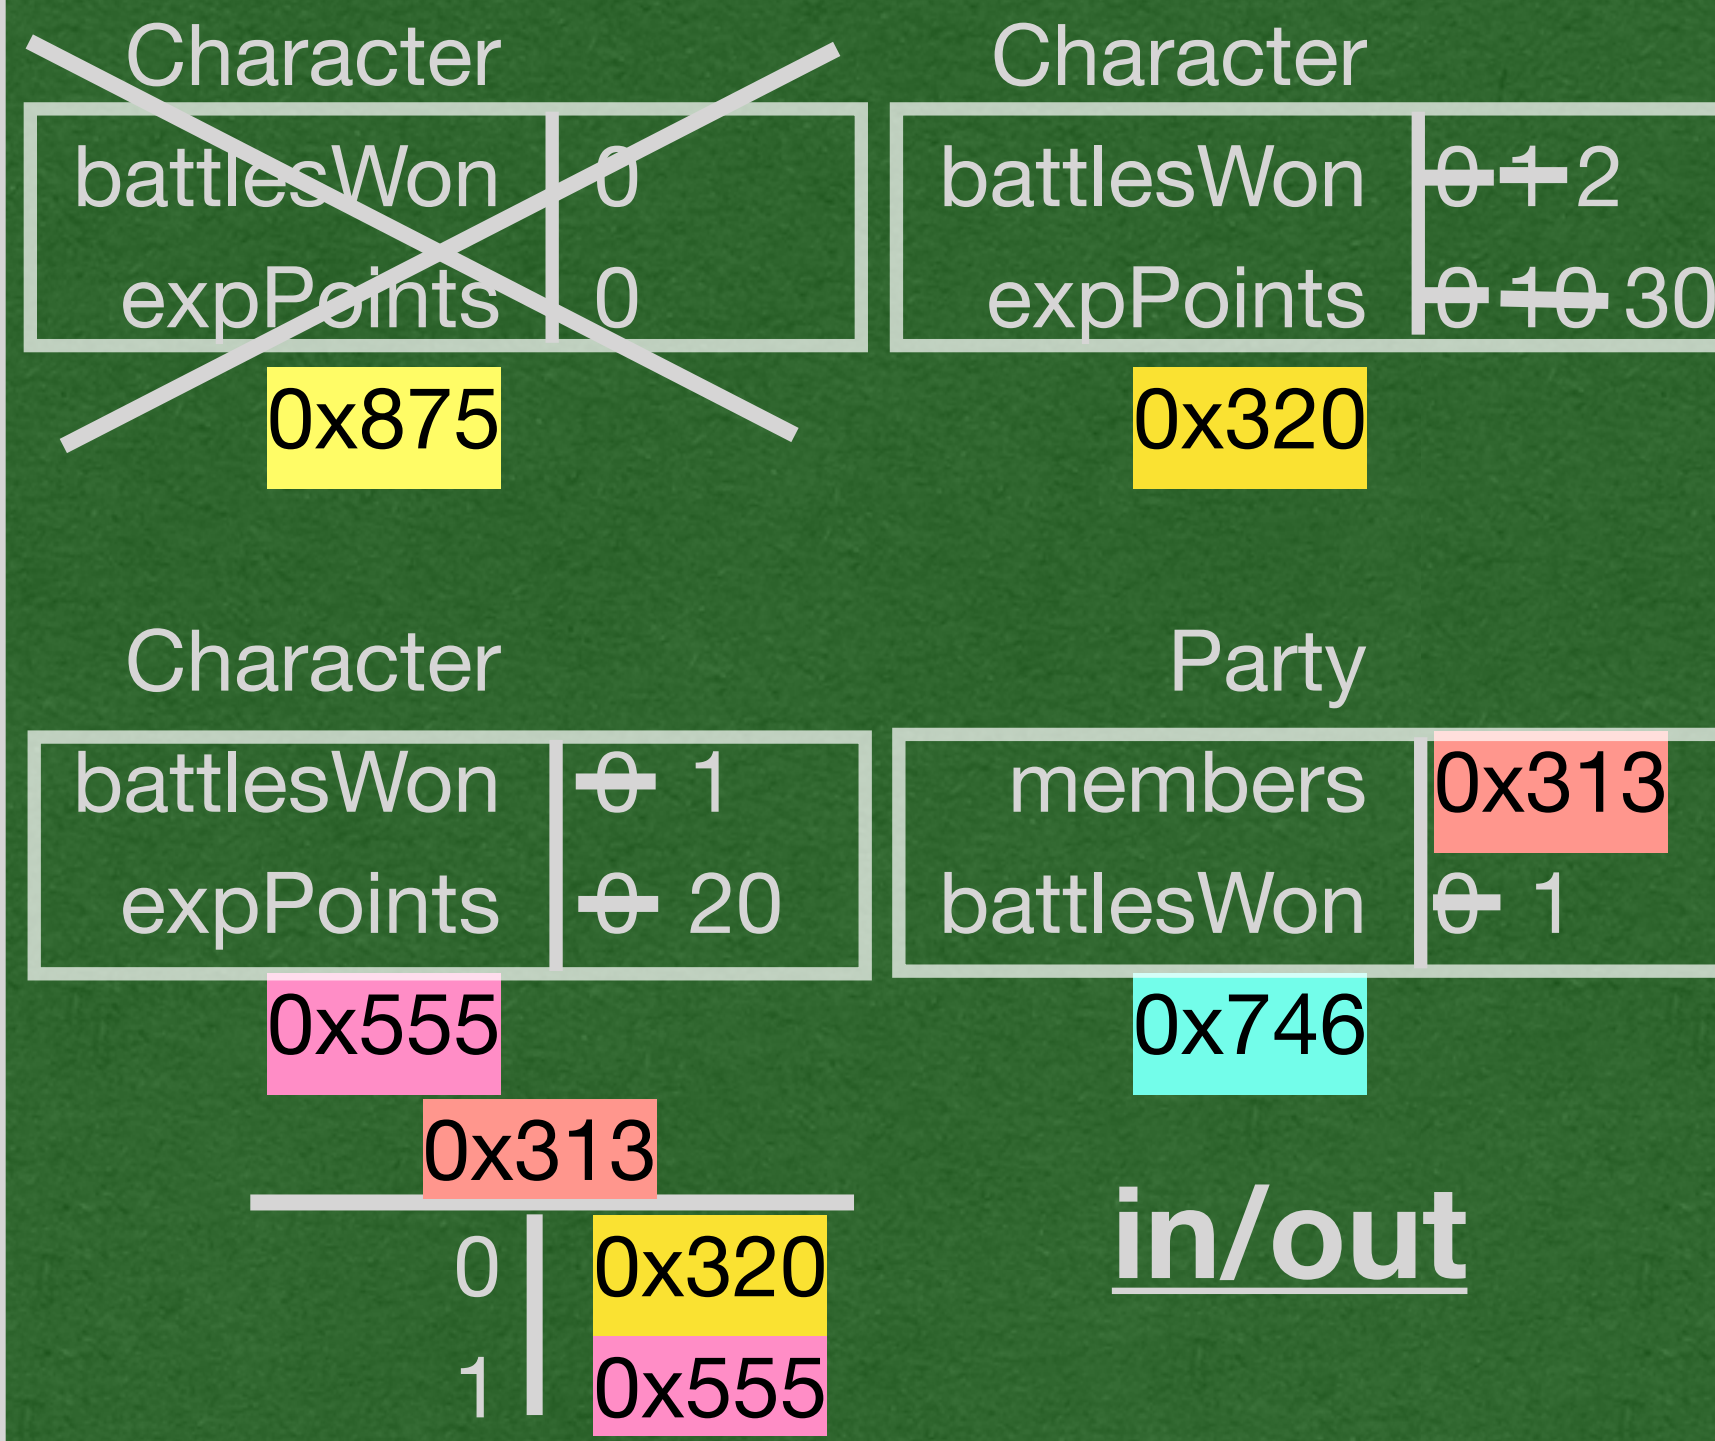 Character
battlesWon 0
expPoints 0
0x875
Character
battlesWon 0 1 2
expPoints 0 10 30
0x320
Character
battlesWon 0 1
expPoints 0 20
0x555
Party
members 0x313
battlesWon 0 1
0x746
0x313
0 0x320
1 0x555
in/out